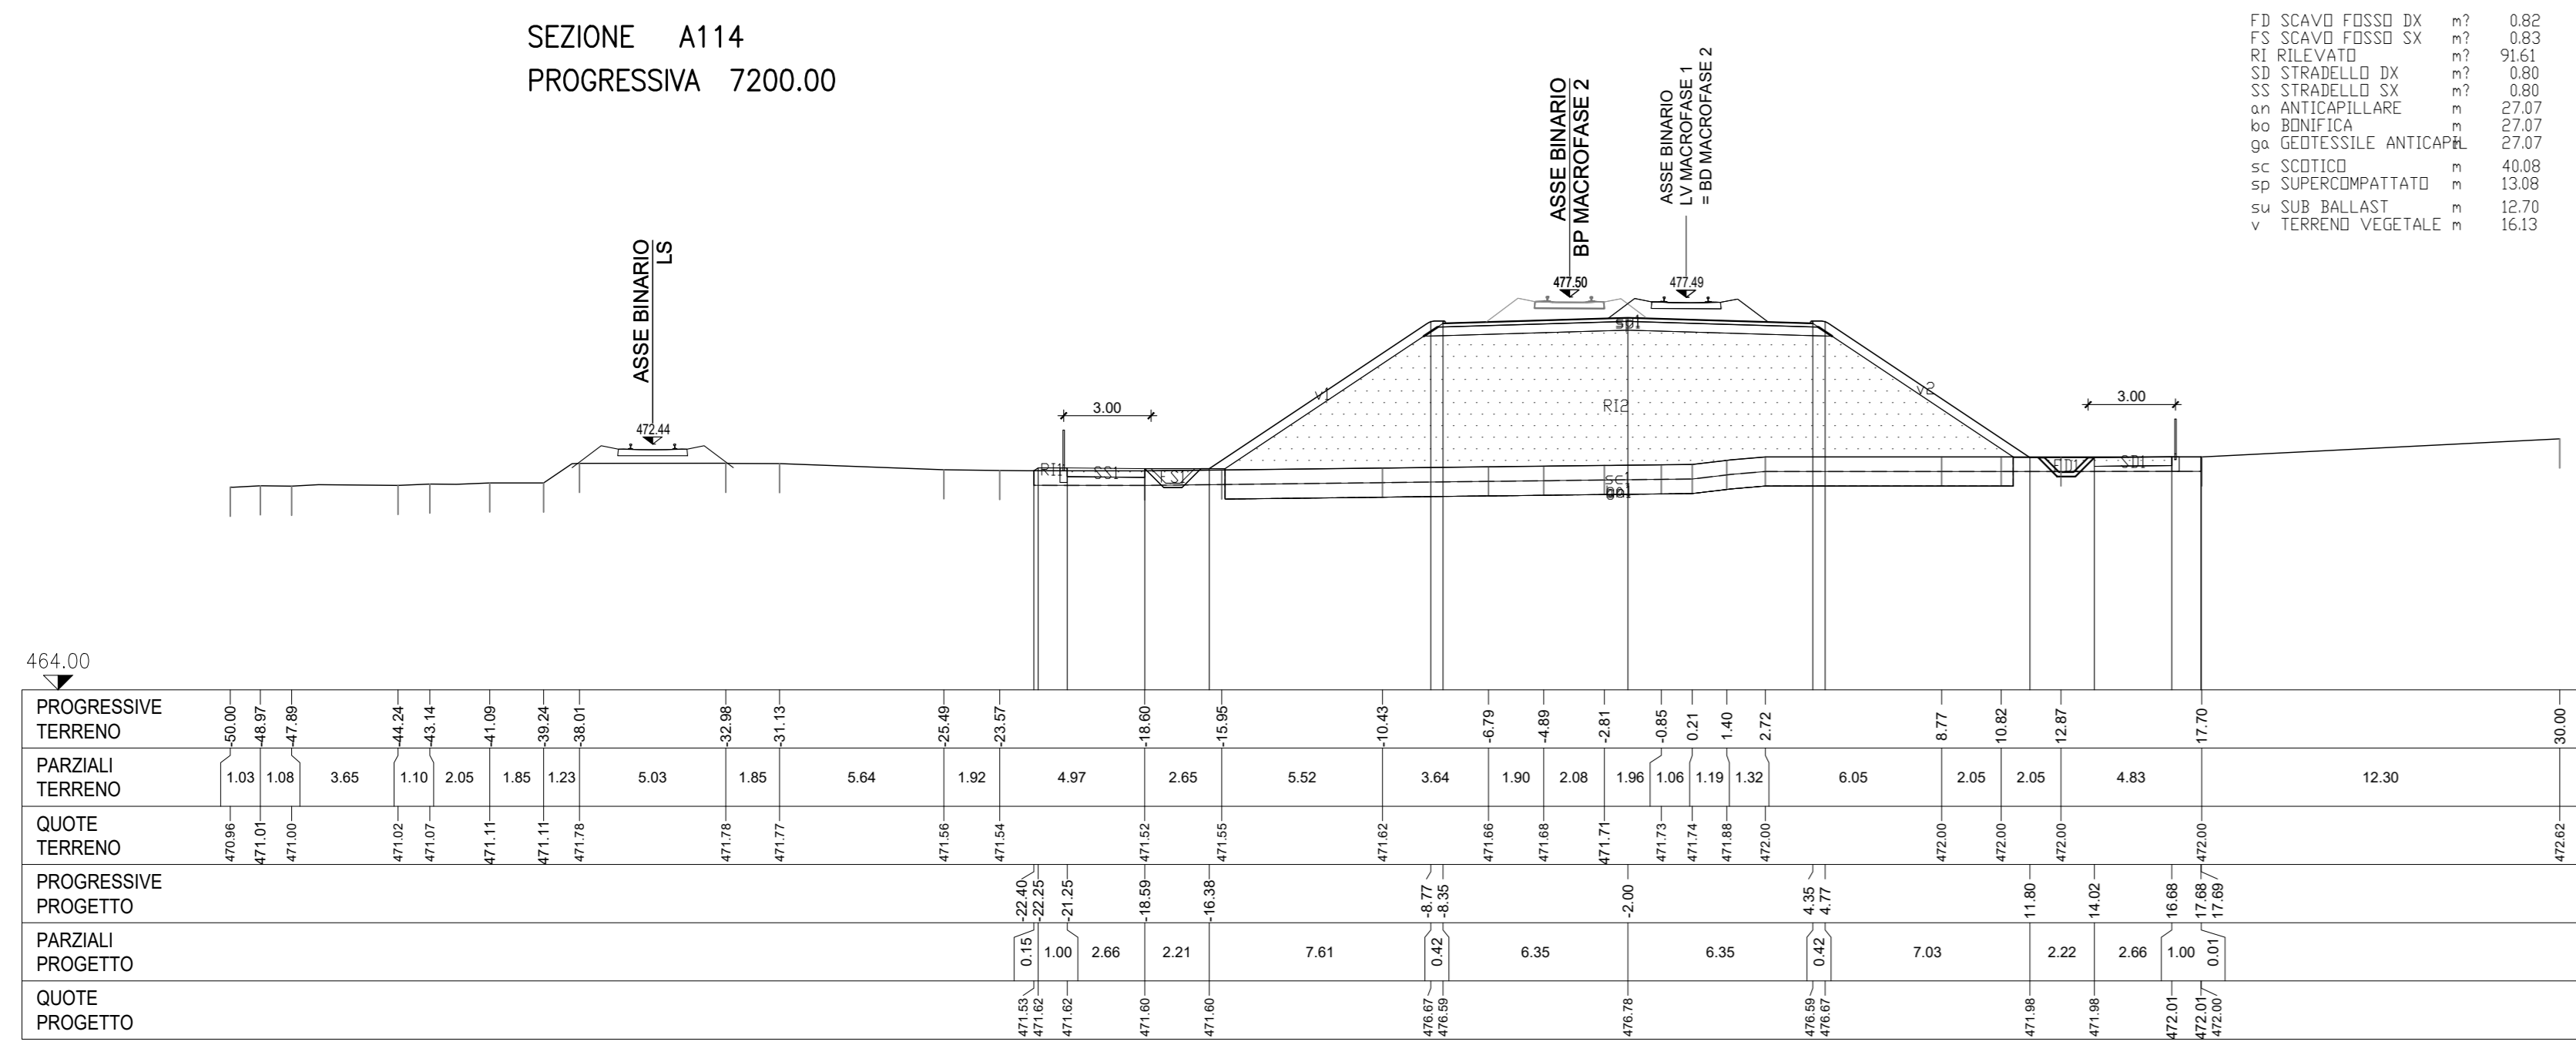 SEZIONE A114
PROGRESSIVA 7200.00
FD SCAVO FOSSO DX m? 0.82
FS SCAVO FOSSO SX m? 0.83
RI RILEVATO m? 91.61
SD STRADELLO DX m? 0.80
SS STRADELLO SX m? 0.80
an ANTICAPILLARE m 27.07
bo BONIFICA m 27.07
ga GEOTESSILE ANTICAPIL 27.07
sc SCOTICO m 40.08
sp SUPERCOMPATTATO m 13.08
su SUB BALLAST m 12.70
v TERRENO VEGETALE m 16.13
ASSE BINARIO
LS
472.44
ASSE BINARIO
BP MACROFASE 2
477.50
ASSE BINARIO
LV MACROFASE 1
= BD MACROFASE 2
477.49
3.00
3.00
v1
RI2
v2
RI1
SS1
FS1
sc1
FD1
SD1
464.00
PROGRESSIVE
TERRENO
-50.00 -48.97 -47.89 -44.24 -43.14 -41.09 -39.24 -38.01 -32.98 -31.13 -25.49 -23.57 -18.60 -15.95 -10.43 -6.79 -4.89 -2.81 -0.85 0.21 1.40 2.72 8.77 10.82 12.87 17.70 30.00
PARZIALI
TERRENO
1.03 1.08 3.65 1.10 2.05 1.85 1.23 5.03 1.85 5.64 1.92 4.97 2.65 5.52 3.64 1.90 2.08 1.96 1.06 1.19 1.32 6.05 2.05 2.05 4.83 12.30
QUOTE
TERRENO
470.96 471.01 471.00 471.02 471.07 471.11 471.11 471.78 471.78 471.77 471.56 471.54 471.52 471.55 471.62 471.66 471.68 471.71 471.73 471.74 471.88 472.00 472.00 472.00 472.00 472.00 472.62
PROGRESSIVE
PROGETTO
-22.40 -22.25 -21.25 -18.59 -16.38 -8.77 -8.35 -2.00 4.35 4.77 11.80 14.02 16.68 17.68 17.69
PARZIALI
PROGETTO
0.15 1.00 2.66 2.21 7.61 0.42 6.35 6.35 0.42 7.03 2.22 2.66 1.00 0.01
QUOTE
PROGETTO
471.53 471.62 471.62 471.60 471.60 476.67 476.59 476.78 476.59 476.67 471.98 471.98 472.01 472.01 472.00